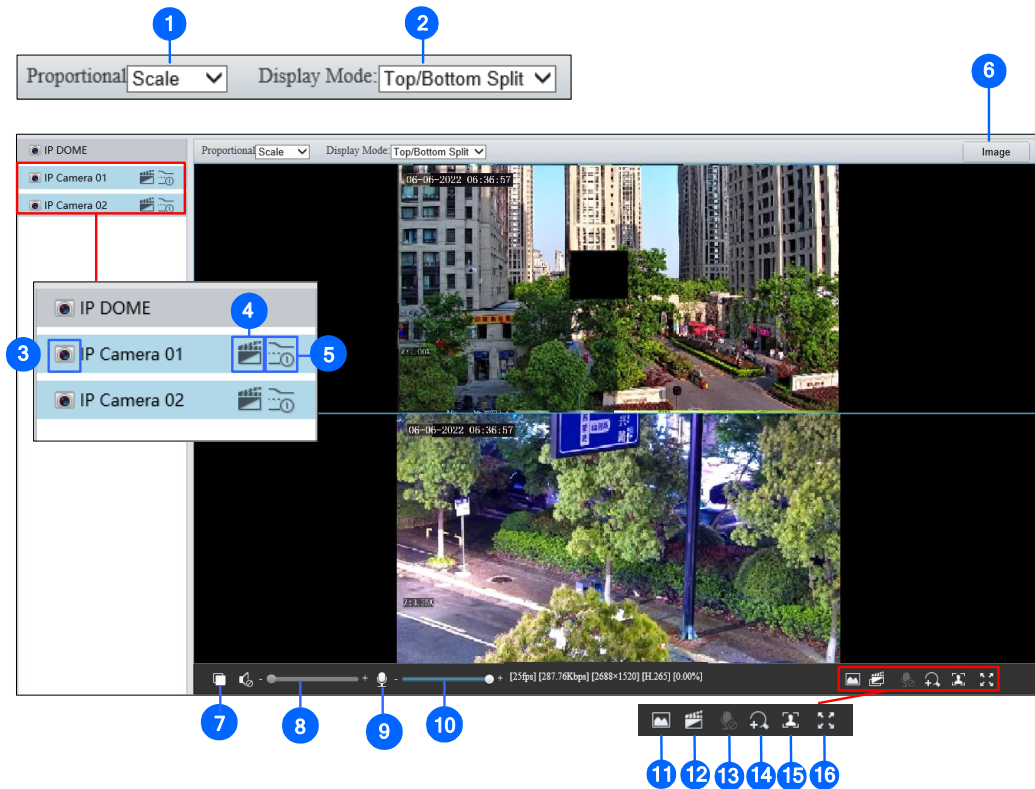 1
2
Proportional Scale Display Mode: Top/Bottom Split
6
IP DOME
Proportional Scale Display Mode: Top/Bottom Split
Image
IP Camera 01
IP Camera 02
06-06-2022 06:36:57
IP DOME
4
3
IP Camera 01
5
IP Camera 02
06-06-2022 06:36:57
- + - + [25fps] [287.76Kbps] [2688×1520] [H.265] [0.00%]
7
8
9
10
11
12
13
14
15
16